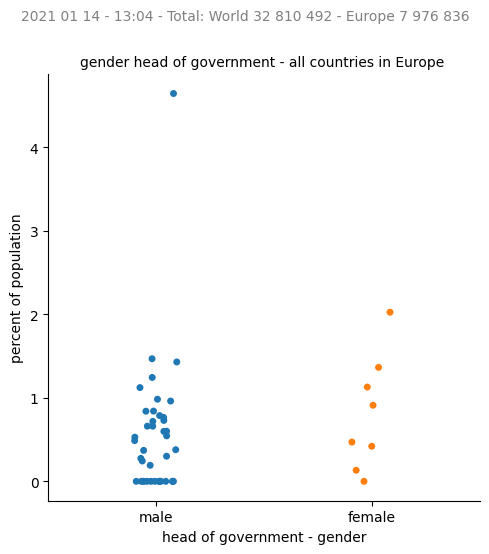 2021 01 14 - 13:04 - Total: World 32 810 492 - Europe 7 976 836
gender head of government - all countries in Europe
percent of population
4
3
2
1
0
male female
head of government - gender